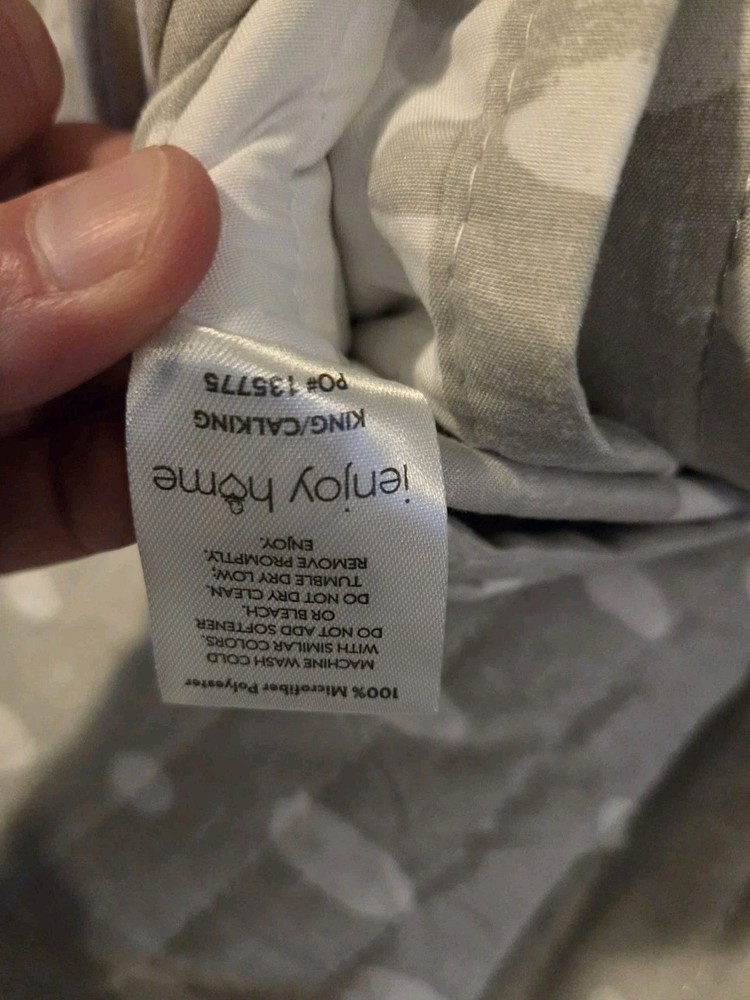 100% Microfiber Polyester
MACHINE WASH COLD
WITH SIMILAR COLORS.
DO NOT ADD SOFTENER
OR BLEACH.
DO NOT DRY CLEAN.
TUMBLE DRY LOW;
REMOVE PROMPTLY.
ENJOY.
ienjoy home
KING/CALKING
PO# 135775